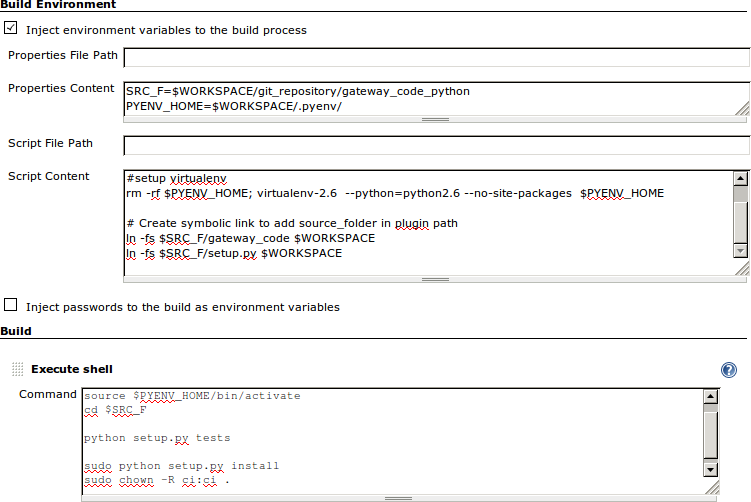 Build Environment
Inject environment variables to the build process
Properties File Path
Properties Content
SRC_F=$WORKSPACE/git_repository/gateway_code_python
PYENV_HOME=$WORKSPACE/.pyenv/
Script File Path
Script Content
#setup virtualenv
rm -rf $PYENV_HOME; virtualenv-2.6  --python=python2.6 --no-site-packages  $PYENV_HOME
# Create symbolic link to add source_folder in plugin path
ln -fs $SRC_F/gateway_code $WORKSPACE
ln -fs $SRC_F/setup.py $WORKSPACE
Inject passwords to the build as environment variables
Build
Execute shell
Command
source $PYENV_HOME/bin/activate
cd $SRC_F
python setup.py tests
sudo python setup.py install
sudo chown -R ci:ci .